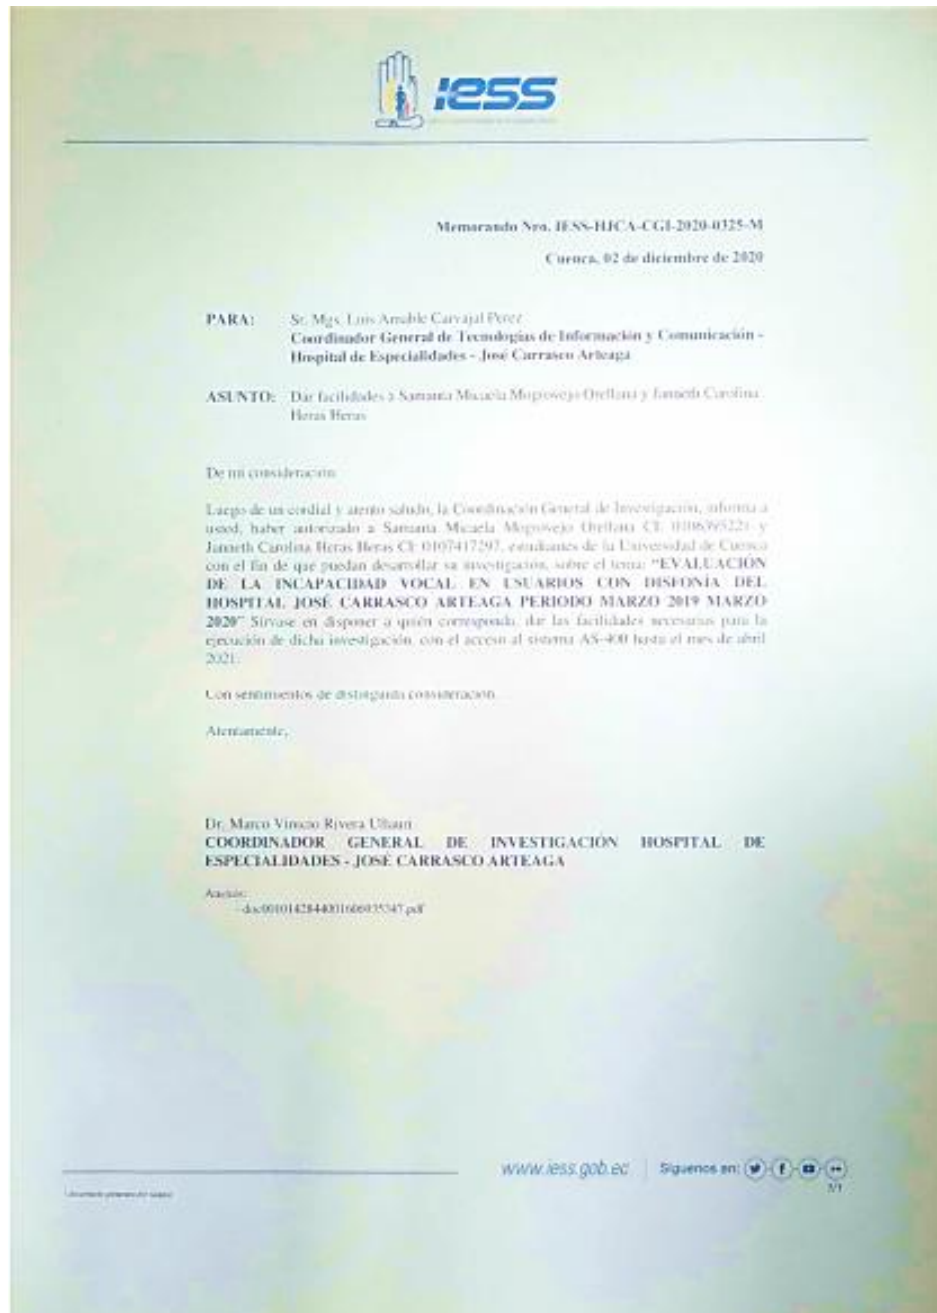 iess
Memorando Nro. IESS-HJCA-CGI-2020-0325-M
Cuenca, 02 de diciembre de 2020
PARA: Sr. Mgs. Luis Amable Carvajal Perez
Coordinador General de Tecnologías de Información y Comunicación -
Hospital de Especialidades - José Carrasco Arteaga
ASUNTO: Dar facilidades a Samanta Micaela Mogrovejo Orellana y Janneth Carolina
Heras Heras
De mi consideración
Luego de un cordial y atento saludo, la Coordinación General de Investigación, informa a
usted, haber autorizado a Samanta Micaela Mogrovejo Orellana CI: y
Janneth Carolina Heras Heras CI: 0107417297, estudiantes de la Universidad de Cuenca
con el fin de que puedan desarrollar su investigación, sobre el tema: "EVALUACIÓN
DE LA INCAPACIDAD VOCAL EN USUARIOS CON DISFONÍA DEL
HOSPITAL JOSÉ CARRASCO ARTEAGA PERIODO MARZO 2019 MARZO
2020" Sírvase en disponer a quién corresponda, dar las facilidades necesarias para la
ejecución de dicha investigación, con el acceso al sistema AS-400 hasta el mes de abril
2021.
Con sentimientos de distinguida consideración
Atentamente,
Dr. Marco Vinicio Rivera Ullauri
COORDINADOR GENERAL DE INVESTIGACIÓN HOSPITAL DE
ESPECIALIDADES - JOSÉ CARRASCO ARTEAGA
Anexos:
www.iess.gob.ec Síguenos en:
1/1